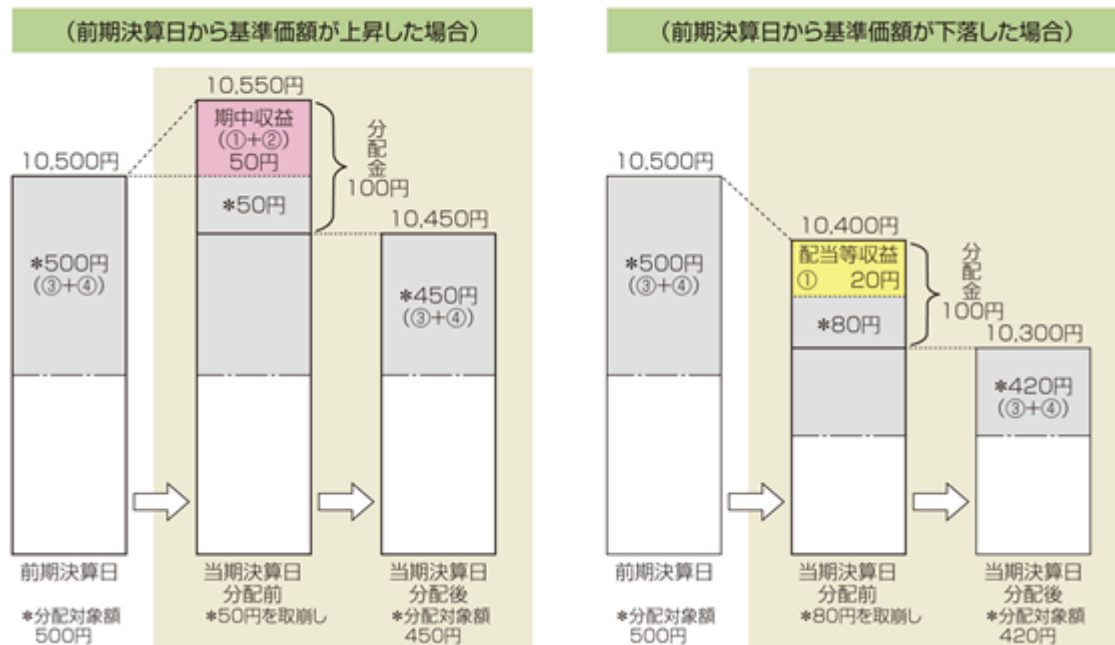 (前期決算日から基準価額が上昇した場合)
10,550円
期中収益
(①+②)
50円
分配金
100円
10,500円
*50円
10,450円
*500円
(③+④)
*450円
(③+④)
前期決算日
当期決算日
分配前
当期決算日
分配後
*分配対象額
500円
*50円を取崩し
*分配対象額
450円
(前期決算日から基準価額が下落した場合)
10,500円
10,400円
配当等収益
① 20円
分配金
100円
*500円
(③+④)
*80円
10,300円
*420円
(③+④)
前期決算日
当期決算日
分配前
当期決算日
分配後
*分配対象額
500円
*80円を取崩し
*分配対象額
420円